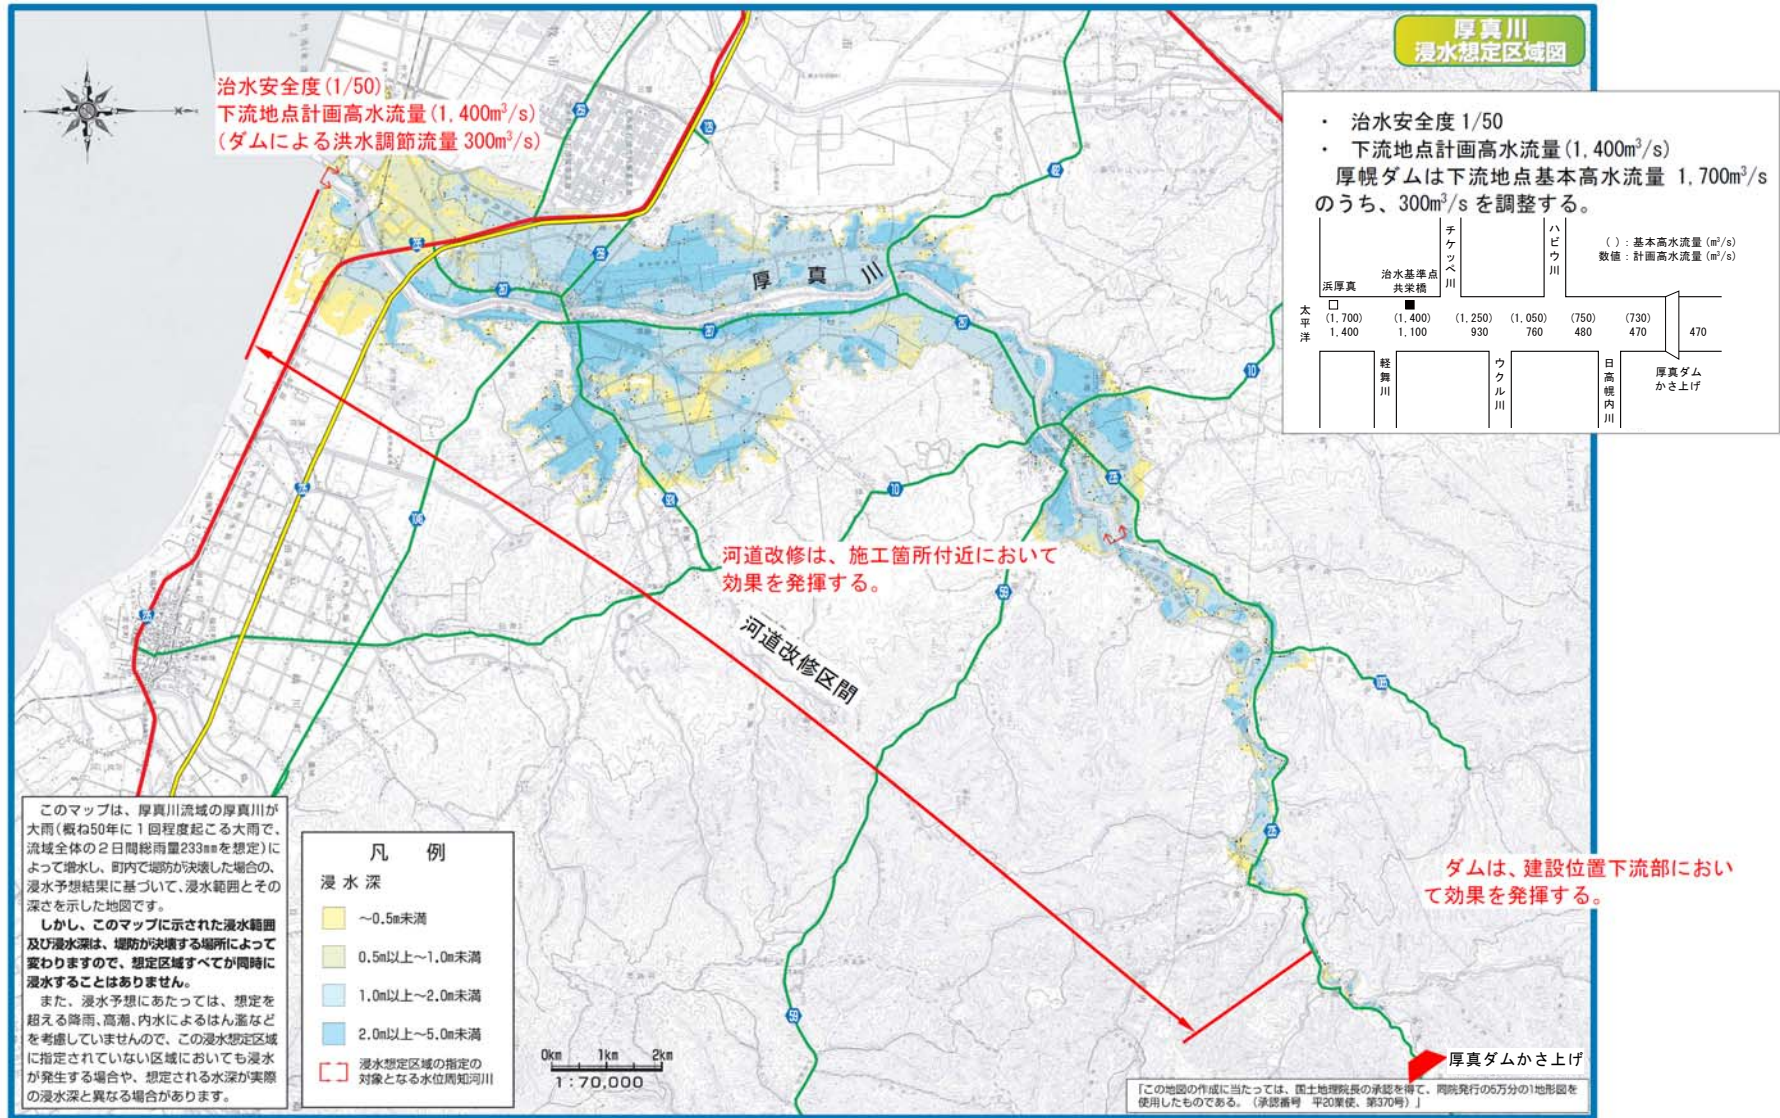 厚真川
浸水想定区域図
治水安全度(1/50)
下流地点計画高水流量(1,400m³/s)
(ダムによる洪水調節流量 300m³/s)
・ 治水安全度 1/50
・ 下流地点計画高水流量(1,400m³/s)
厚幌ダムは下流地点基本高水流量 1,700m³/s
のうち、300m³/s を調整する。
チケッペ川
ハビウ川
( ):基本高水流量(m³/s)
数値:計画高水流量(m³/s)
浜厚真
治水基準点
共栄橋
□
■
太平洋
(1,700) (1,400) (1,250) (1,050) (750) (730)
1,400 1,100 930 760 480 470 470
軽舞川
ウクル川
日高幌内川
厚真ダム
かさ上げ
厚真川
河道改修は、施工箇所付近において
効果を発揮する。
河道改修区間
ダムは、建設位置下流部におい
て効果を発揮する。
厚真ダムかさ上げ
235
10
10
59
59
このマップは、厚真川流域の厚真川が
大雨(概ね50年に1回程度起こる大雨で、
流域全体の2日間総雨量233mmを想定)に
よって増水し、町内で堤防が決壊した場合の、
浸水予想結果に基づいて、浸水範囲とその
深さを示した地図です。
しかし、このマップに示された浸水範囲
及び浸水深は、堤防が決壊する場所によって
変わりますので、想定区域すべてが同時に
浸水することはありません。
また、浸水予想にあたっては、想定を
超える降雨、高潮、内水によるはん濫など
を考慮していませんので、この浸水想定区域
に指定されていない区域においても浸水
が発生する場合や、想定される水深が実際
の浸水深と異なる場合があります。
凡 例
浸水深
～0.5m未満
0.5m以上～1.0m未満
1.0m以上～2.0m未満
2.0m以上～5.0m未満
浸水想定区域の指定の
対象となる水位周知河川
0km 1km 2km
1:70,000
「この地図の作成に当たっては、国土地理院長の承認を得て、同院発行の5万分の1地形図を
使用したものである。(承認番号 平20業使、第370号)」